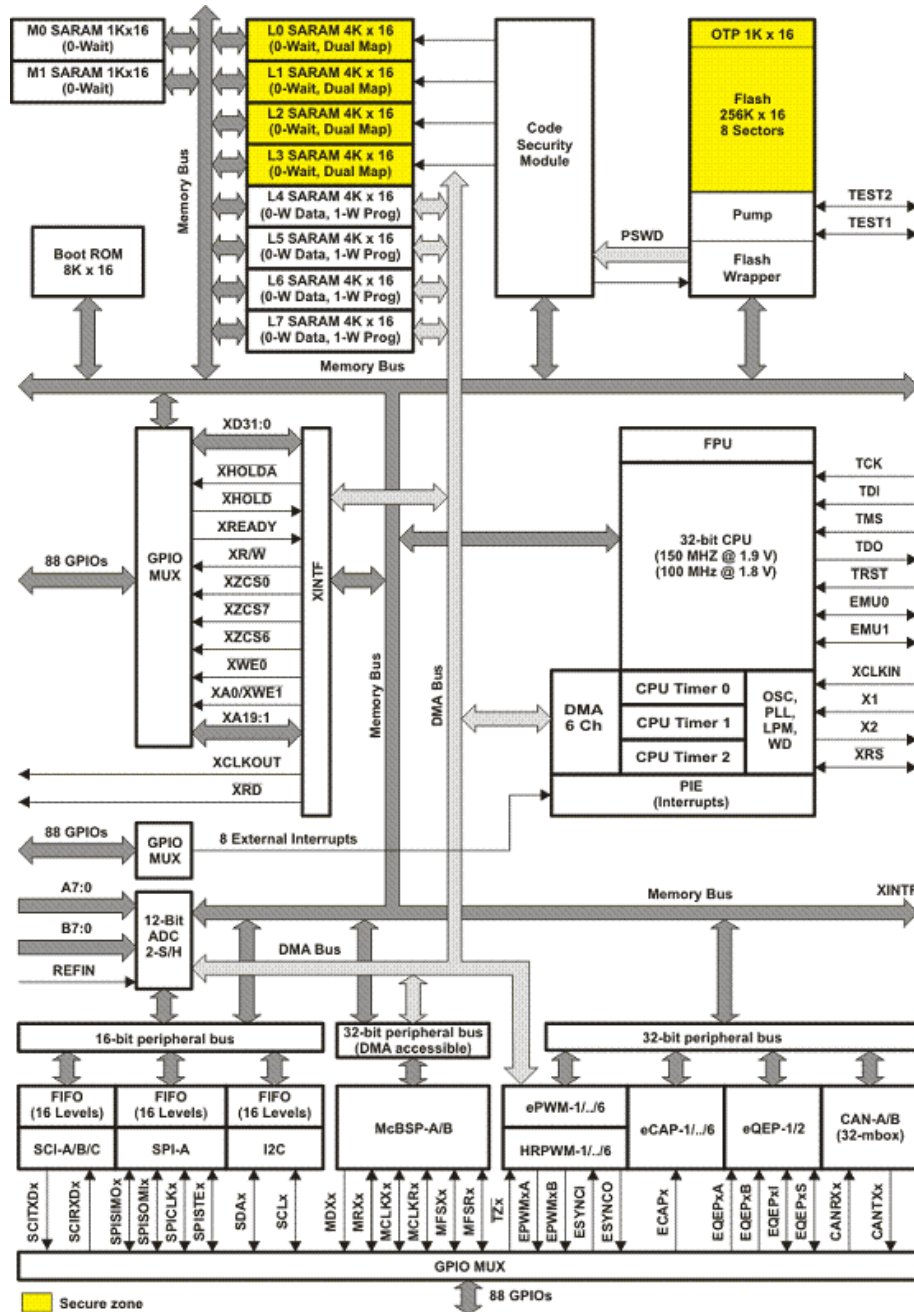 M0 SARAM 1Kx16
(0-Wait)
M1 SARAM 1Kx16
(0-Wait)
L0 SARAM 4K x 16
(0-Wait, Dual Map)
L1 SARAM 4K x 16
(0-Wait, Dual Map)
L2 SARAM 4K x 16
(0-Wait, Dual Map)
L3 SARAM 4K x 16
(0-Wait, Dual Map)
L4 SARAM 4K x 16
(0-W Data, 1-W Prog)
L5 SARAM 4K x 16
(0-W Data, 1-W Prog)
L6 SARAM 4K x 16
(0-W Data, 1-W Prog)
L7 SARAM 4K x 16
(0-W Data, 1-W Prog)
Memory Bus
Code
Security
Module
OTP 1K x 16
Flash
256K x 16
8 Sectors
Pump
Flash
Wrapper
TEST2
TEST1
PSWD
Boot ROM
8K x 16
Memory Bus
XD31:0
XHOLDA
XHOLD
XREADY
XR/W
XZCS0
XZCS7
XZCS6
XWE0
XA0/XWE1
XA19:1
XCLKOUT
XRD
GPIO
MUX
88 GPIOs
XINTF
Memory Bus
DMA Bus
FPU
32-bit CPU
(150 MHZ @ 1.9 V)
(100 MHz @ 1.8 V)
TCK
TDI
TMS
TDO
TRST
EMU0
EMU1
XCLKIN
X1
X2
XRS
DMA
6 Ch
CPU Timer 0
CPU Timer 1
CPU Timer 2
OSC,
PLL,
LPM,
WD
PIE
(Interrupts)
88 GPIOs
GPIO
MUX
8 External Interrupts
A7:0
B7:0
REFIN
12-Bit
ADC
2-S/H
Memory Bus
XINTF
DMA Bus
16-bit peripheral bus
32-bit peripheral bus
(DMA accessible)
32-bit peripheral bus
FIFO
(16 Levels)
FIFO
(16 Levels)
FIFO
(16 Levels)
SCI-A/B/C
SPI-A
I2C
McBSP-A/B
ePWM-1/../6
HRPWM-1/../6
eCAP-1/../6
eQEP-1/2
CAN-A/B
(32-mbox)
SCITXDx
SCIRXDx
SPISIMOx
SPISOMIx
SPICLKx
SPISTEx
SDAx
SCLx
MDXx
MRXx
MCLKXx
MCLKRx
MFSXx
MFSRx
TZx
EPWMxA
EPWMxB
ESYNCI
ESYNCO
ECAPx
EQEPxA
EQEPxB
EQEPxI
EQEPxS
CANRXx
CANTXx
GPIO MUX
88 GPIOs
Secure zone